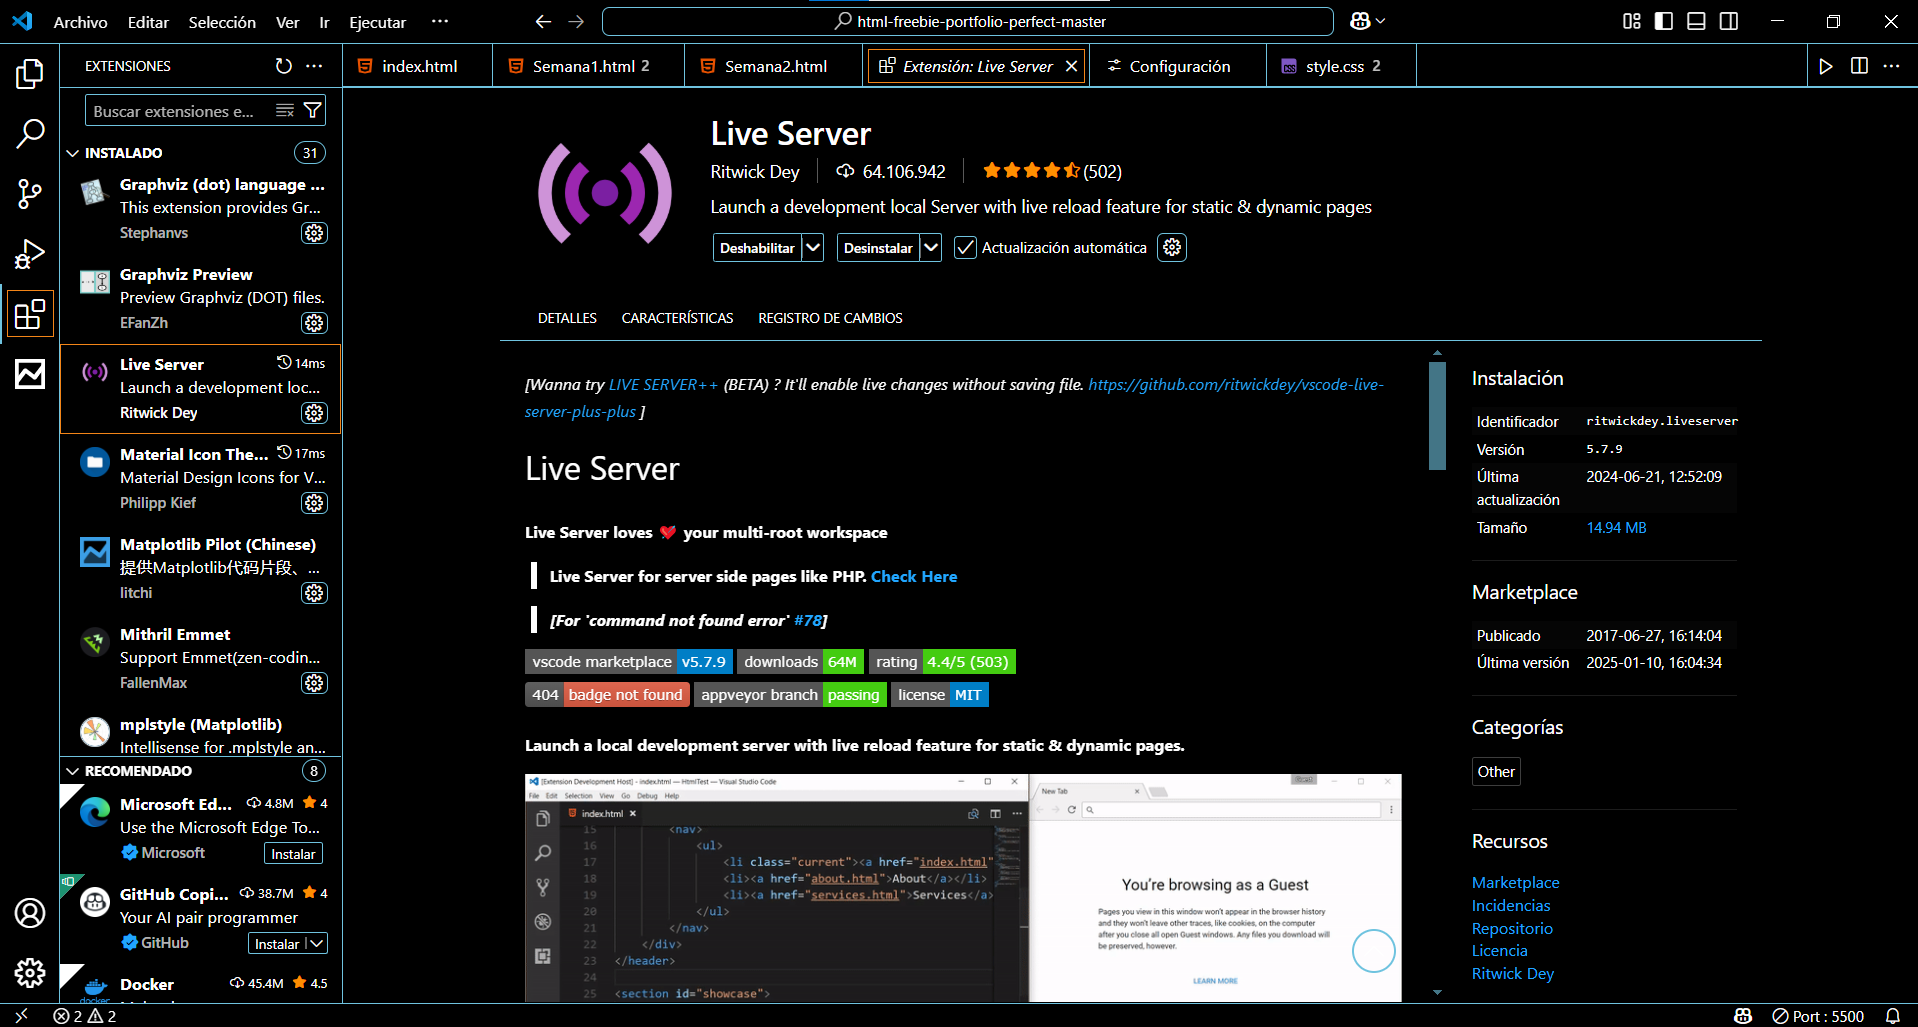 Archivo Editar Selección Ver Ir Ejecutar ···
html-freebie-portfolio-perfect-master
EXTENSIONES
index.html
Semana1.html 2
Semana2.html
Extensión: Live Server
Configuración
style.css 2
Buscar extensiones e...
INSTALADO 31
Graphviz (dot) language ...
This extension provides Gr...
Stephanvs
Graphviz Preview
Preview Graphviz (DOT) files.
EFanZh
Live Server 14ms
Launch a development loc...
Ritwick Dey
Material Icon The... 17ms
Material Design Icons for V...
Philipp Kief
Matplotlib Pilot (Chinese)
提供Matplotlib代码片段、...
litchi
Mithril Emmet
Support Emmet(zen-codin...
FallenMax
mplstyle (Matplotlib)
Intellisense for .mplstyle an...
RECOMENDADO 8
Microsoft Ed... 4.8M 4
Use the Microsoft Edge To...
Microsoft Instalar
GitHub Copi... 38.7M 4
Your AI pair programmer
GitHub Instalar
Docker 45.4M 4.5
docker
Live Server
Ritwick Dey 64.106.942 (502)
Launch a development local Server with live reload feature for static & dynamic pages
Deshabilitar Desinstalar Actualización automática
DETALLES CARACTERÍSTICAS REGISTRO DE CAMBIOS
[Wanna try LIVE SERVER++ (BETA) ? It'll enable live changes without saving file. https://github.com/ritwickdey/vscode-live-
server-plus-plus ]
Live Server
Live Server loves 💘 your multi-root workspace
Live Server for server side pages like PHP. Check Here
[For 'command not found error' #78]
vscode marketplace v5.7.9 downloads 64M rating 4.4/5 (503)
404 badge not found appveyor branch passing license MIT
Launch a local development server with live reload feature for static & dynamic pages.
[Extension Development Host] - index.html — HtmlTest — Visual Studio Code
File Edit Selection View Go Debug Help
index.html
15 <nav>
16 <ul>
17 <li class="current"><a href="index.html"
18 <li><a href="about.html">About</a></li>
19 <li><a href="services.html">Services</a>
20 </ul>
21 </nav>
22 </div>
23 </header>
24
25 <section id="showcase">
Guest
New Tab
You're browsing as a Guest
Pages you view in this window won't appear in the browser history
and they won't leave other traces, like cookies, on the computer
after you close all open Guest windows. Any files you download will
be preserved, however.
LEARN MORE
Instalación
Identificador ritwickdey.liveserver
Versión 5.7.9
Última
actualización 2024-06-21, 12:52:09
Tamaño 14.94 MB
Marketplace
Publicado 2017-06-27, 16:14:04
Última versión 2025-01-10, 16:04:34
Categorías
Other
Recursos
Marketplace
Incidencias
Repositorio
Licencia
Ritwick Dey
2 2
Port : 5500